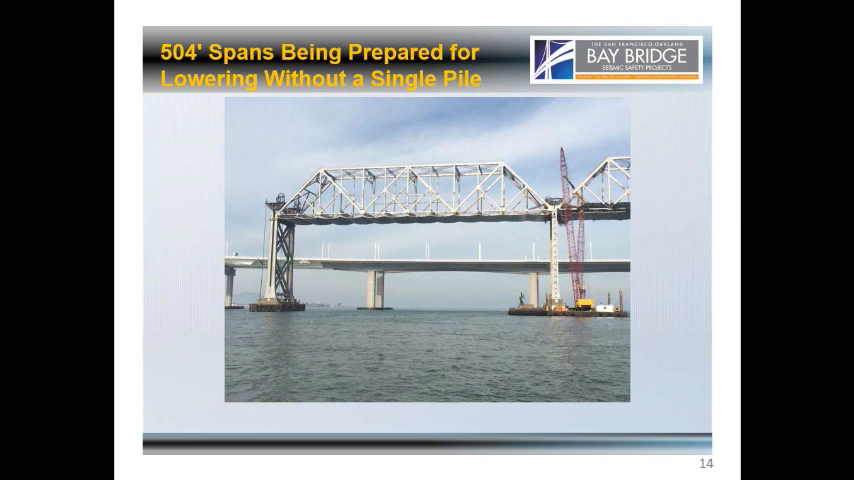 504' Spans Being Prepared for
Lowering Without a Single Pile
THE SAN FRANCISCO-OAKLAND
BAY BRIDGE
SEISMIC SAFETY PROJECTS
14